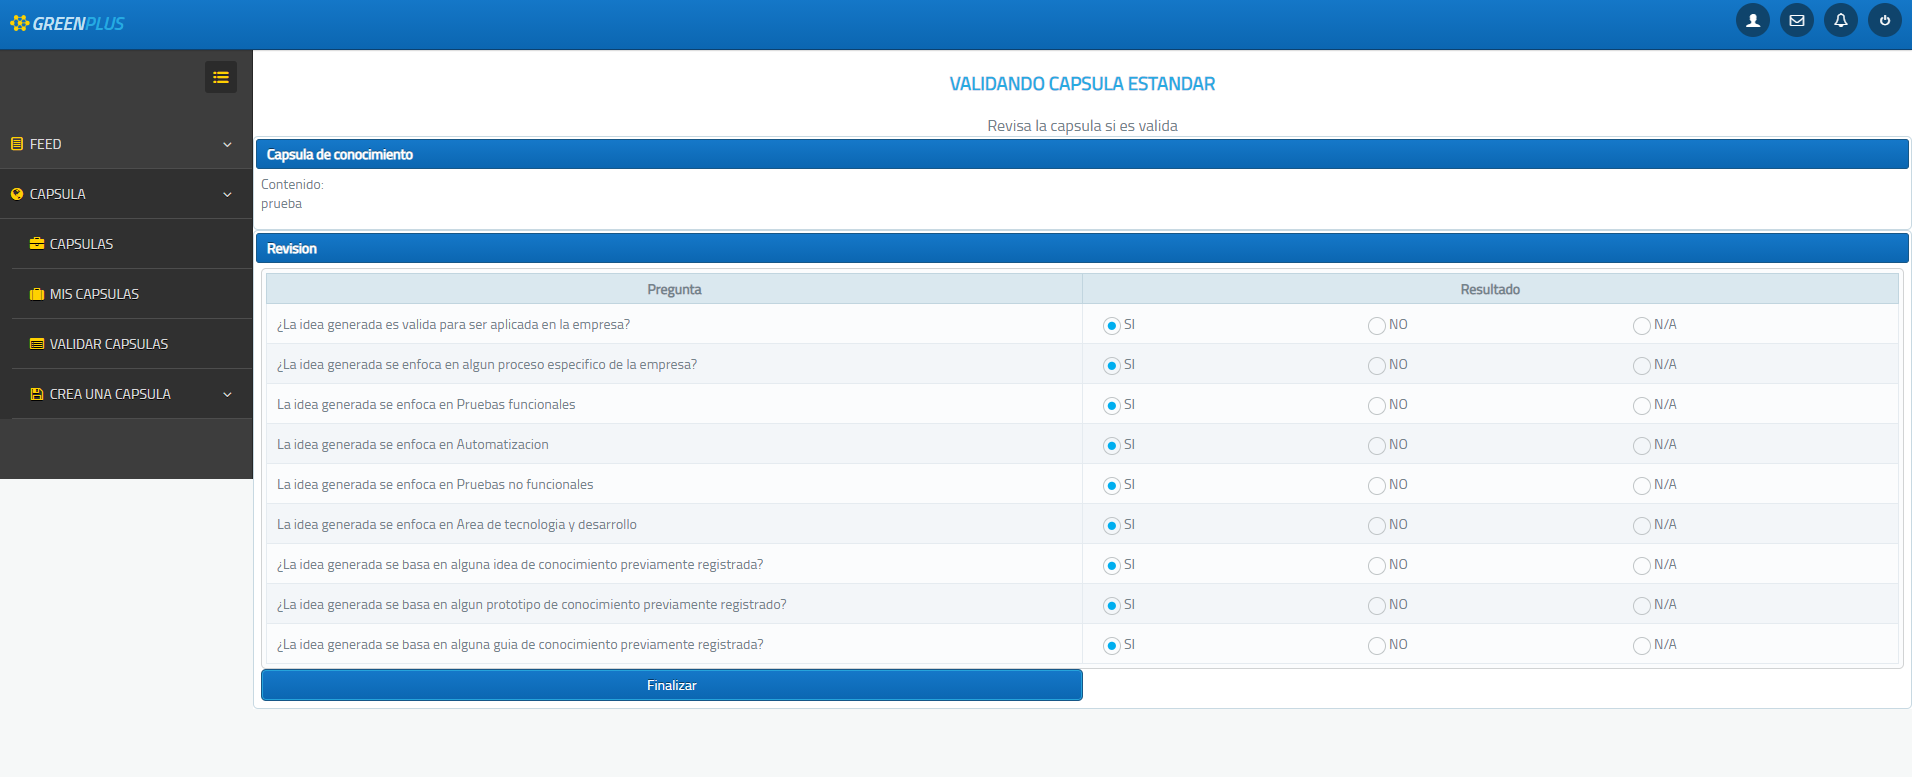 GREENPLUS
VALIDANDO CAPSULA ESTANDAR
Revisa la capsula si es valida
FEED
CAPSULA
CAPSULAS
MIS CAPSULAS
VALIDAR CAPSULAS
CREA UNA CAPSULA
Capsula de conocimiento
Contenido:
prueba
Revision
Pregunta Resultado
¿La idea generada es valida para ser aplicada en la empresa? SI NO N/A
¿La idea generada se enfoca en algun proceso especifico de la empresa? SI NO N/A
La idea generada se enfoca en Pruebas funcionales SI NO N/A
La idea generada se enfoca en Automatizacion SI NO N/A
La idea generada se enfoca en Pruebas no funcionales SI NO N/A
La idea generada se enfoca en Area de tecnologia y desarrollo SI NO N/A
¿La idea generada se basa en alguna idea de conocimiento previamente registrada? SI NO N/A
¿La idea generada se basa en algun prototipo de conocimiento previamente registrado? SI NO N/A
¿La idea generada se basa en alguna guia de conocimiento previamente registrada? SI NO N/A
Finalizar